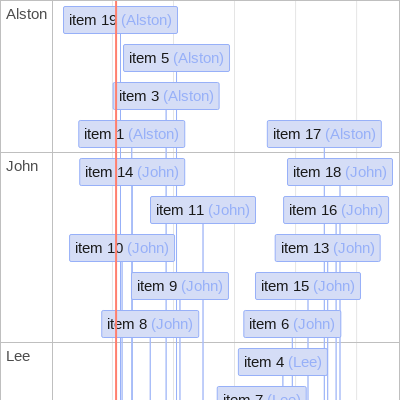 Alston
item 19 (Alston)
item 5 (Alston)
item 3 (Alston)
item 1 (Alston)
item 17 (Alston)
John
item 14 (John)
item 18 (John)
item 11 (John)
item 16 (John)
item 10 (John)
item 13 (John)
item 9 (John)
item 15 (John)
item 8 (John)
item 6 (John)
Lee
item 4 (Lee)
item 7 (Lee)